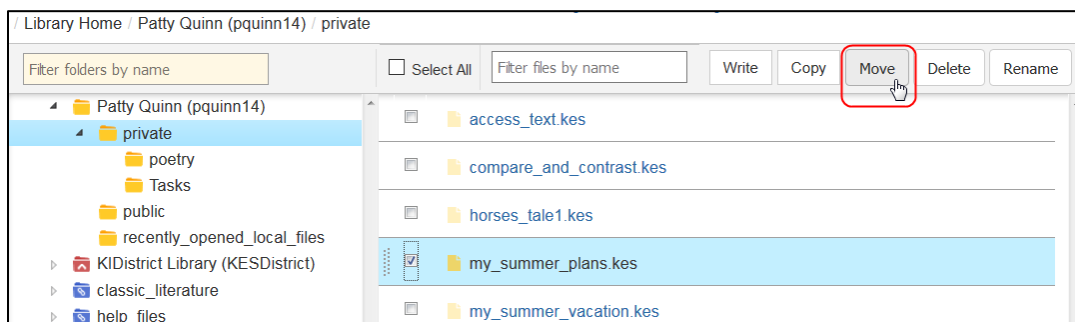 / Library Home / Patty Quinn (pquinn14) / private
Filter folders by name
Select All
Filter files by name
Write
Copy
Move
Delete
Rename
Patty Quinn (pquinn14)
private
poetry
Tasks
public
recently_opened_local_files
KIDistrict Library (KESDistrict)
classic_literature
help_files
access_text.kes
compare_and_contrast.kes
horses_tale1.kes
my_summer_plans.kes
my_summer_vacation.kes